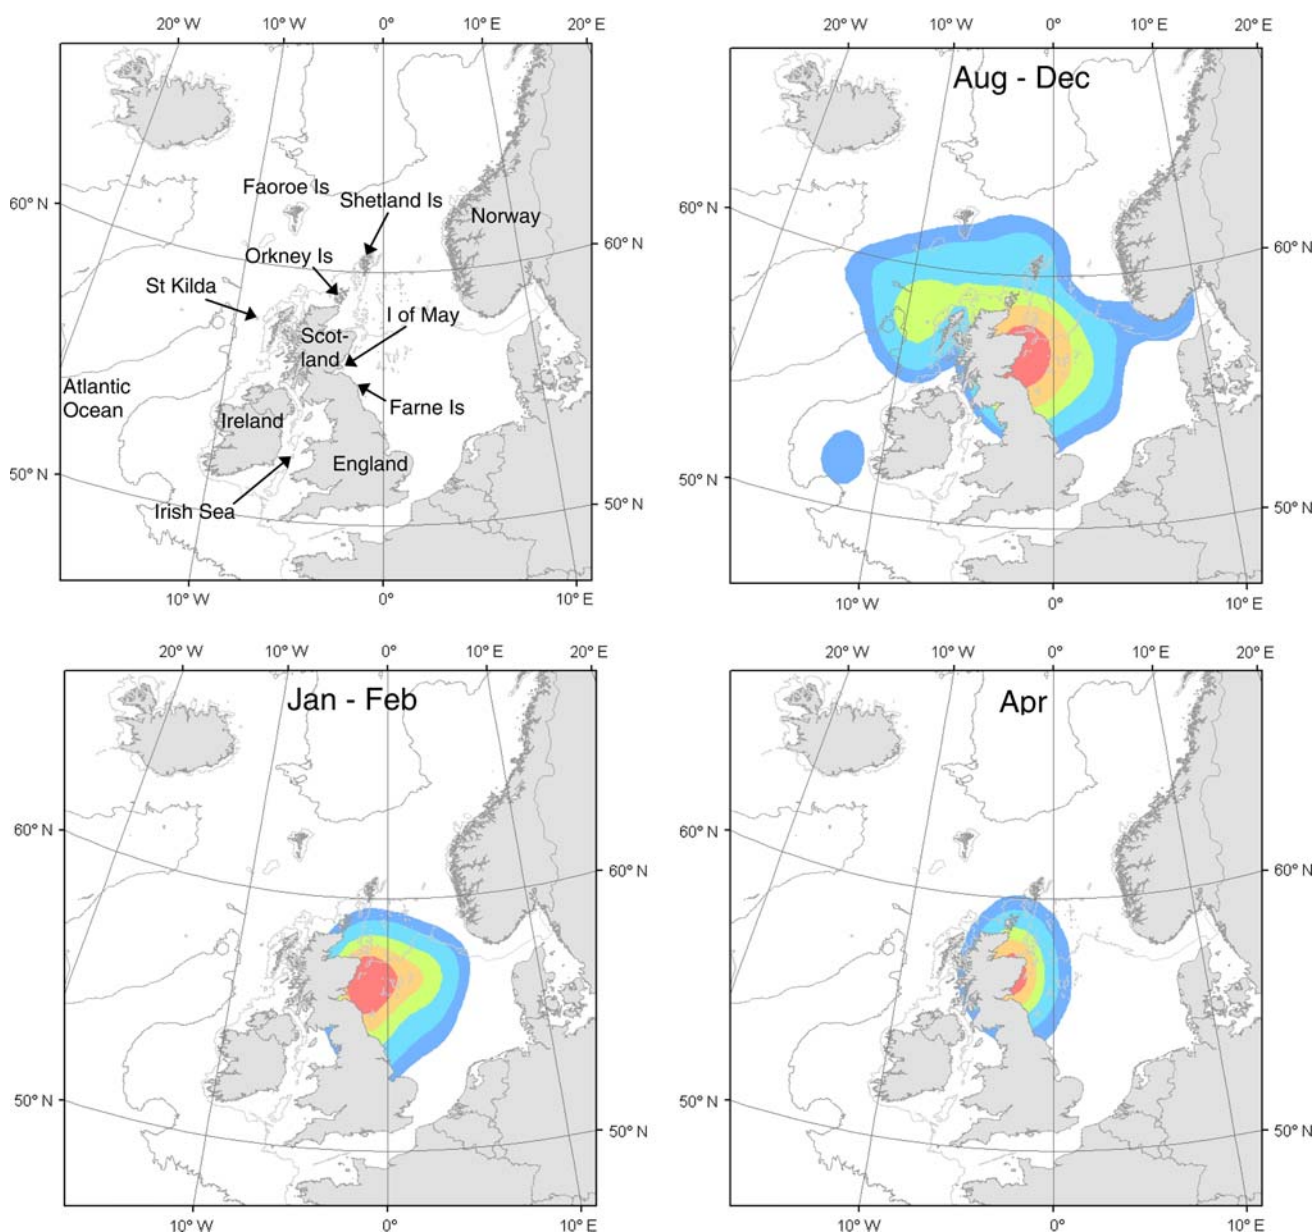 20° W 10° W 0° 10° E 20° E
Faoroe Is
Shetland Is
Norway
60° N
60° N
Orkney Is
St Kilda
I of May
Scot-
land
Atlantic
Ocean
Farne Is
Ireland
England
50° N
50° N
Irish Sea
10° W 0° 10° E
20° W 10° W 0° 10° E 20° E
Aug - Dec
60° N
60° N
50° N
50° N
10° W 0° 10° E
20° W 10° W 0° 10° E 20° E
Jan - Feb
60° N
60° N
50° N
50° N
10° W 0° 10° E
20° W 10° W 0° 10° E 20° E
Apr
60° N
60° N
50° N
50° N
10° W 0° 10° E